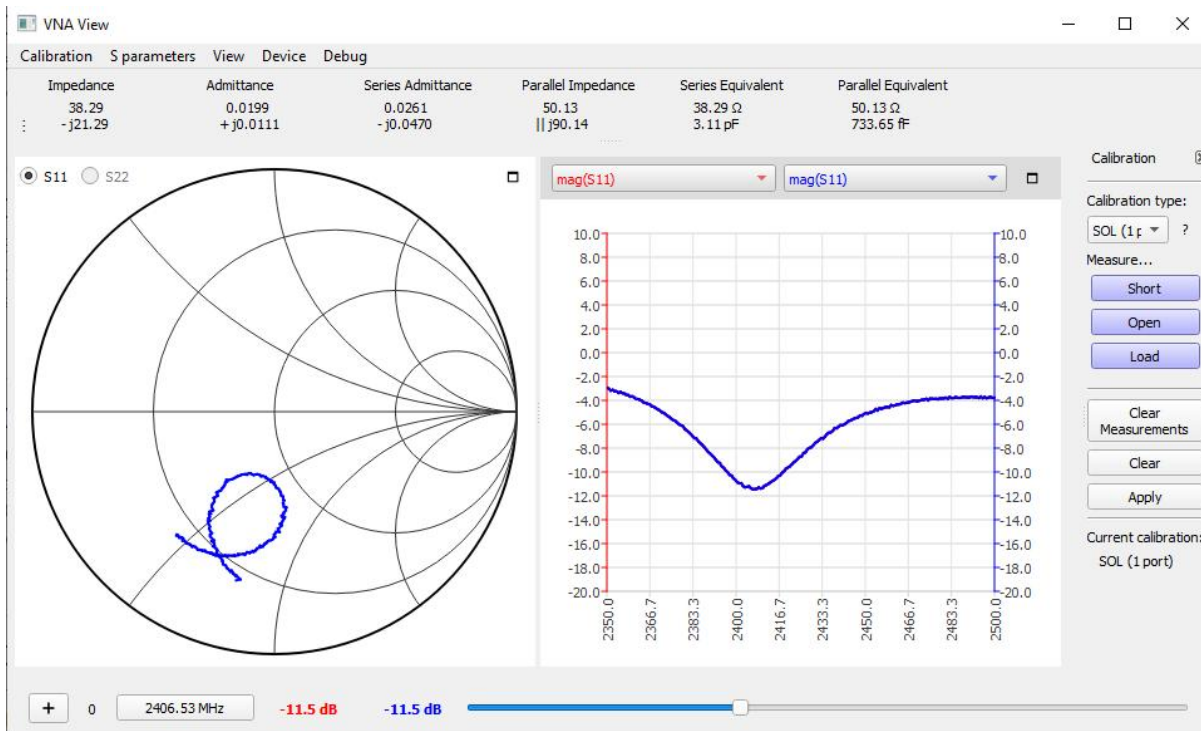 VNA View
Calibration S parameters View Device Debug
Impedance Admittance Series Admittance Parallel Impedance Series Equivalent Parallel Equivalent
38.29 0.0199 0.0261 50.13 38.29 Ω 50.13 Ω
- j21.29 + j0.0111 - j0.0470 || j90.14 3.11 pF 733.65 fF
S11 S22
mag(S11) mag(S11)
10.0 10.0
8.0 8.0
6.0 6.0
4.0 4.0
2.0 2.0
0.0 0.0
-2.0 -2.0
-4.0 -4.0
-6.0 -6.0
-8.0 -8.0
-10.0 -10.0
-12.0 -12.0
-14.0 -14.0
-16.0 -16.0
-18.0 -18.0
-20.0 -20.0
2350.0
2366.7
2383.3
2400.0
2416.7
2433.3
2450.0
2466.7
2483.3
2500.0
Calibration
Calibration type:
SOL (1 p ?
Measure...
Short
Open
Load
Clear
Measurements
Clear
Apply
Current calibration:
SOL (1 port)
+ 0 2406.53 MHz -11.5 dB -11.5 dB